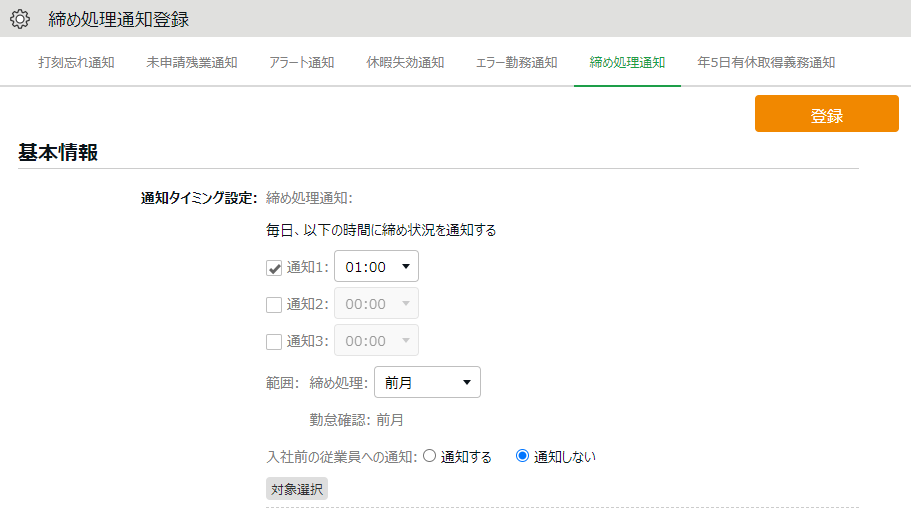 締め処理通知登録
打刻忘れ通知 未申請残業通知 アラート通知 休暇失効通知 エラー勤務通知 締め処理通知 年5日有休取得義務通知
登録
基本情報
通知タイミング設定: 締め処理通知:
毎日、以下の時間に締め状況を通知する
通知1: 01:00
通知2: 00:00
通知3: 00:00
範囲: 締め処理: 前月
勤怠確認: 前月
入社前の従業員への通知: 通知する 通知しない
対象選択